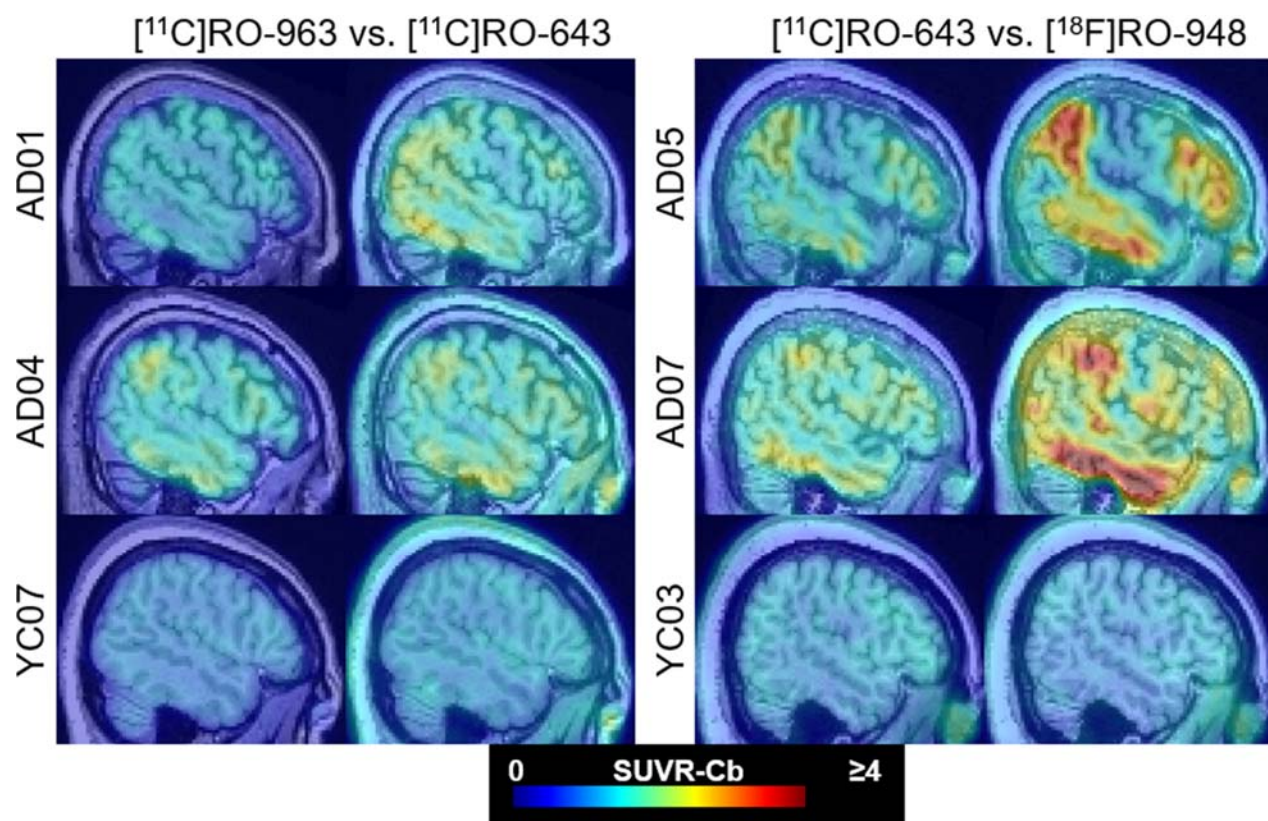 [¹¹C]RO-963 vs. [¹¹C]RO-643
[¹¹C]RO-643 vs. [¹⁸F]RO-948
AD01
AD05
AD04
AD07
YC07
YC03
0 SUVR-Cb ≥4